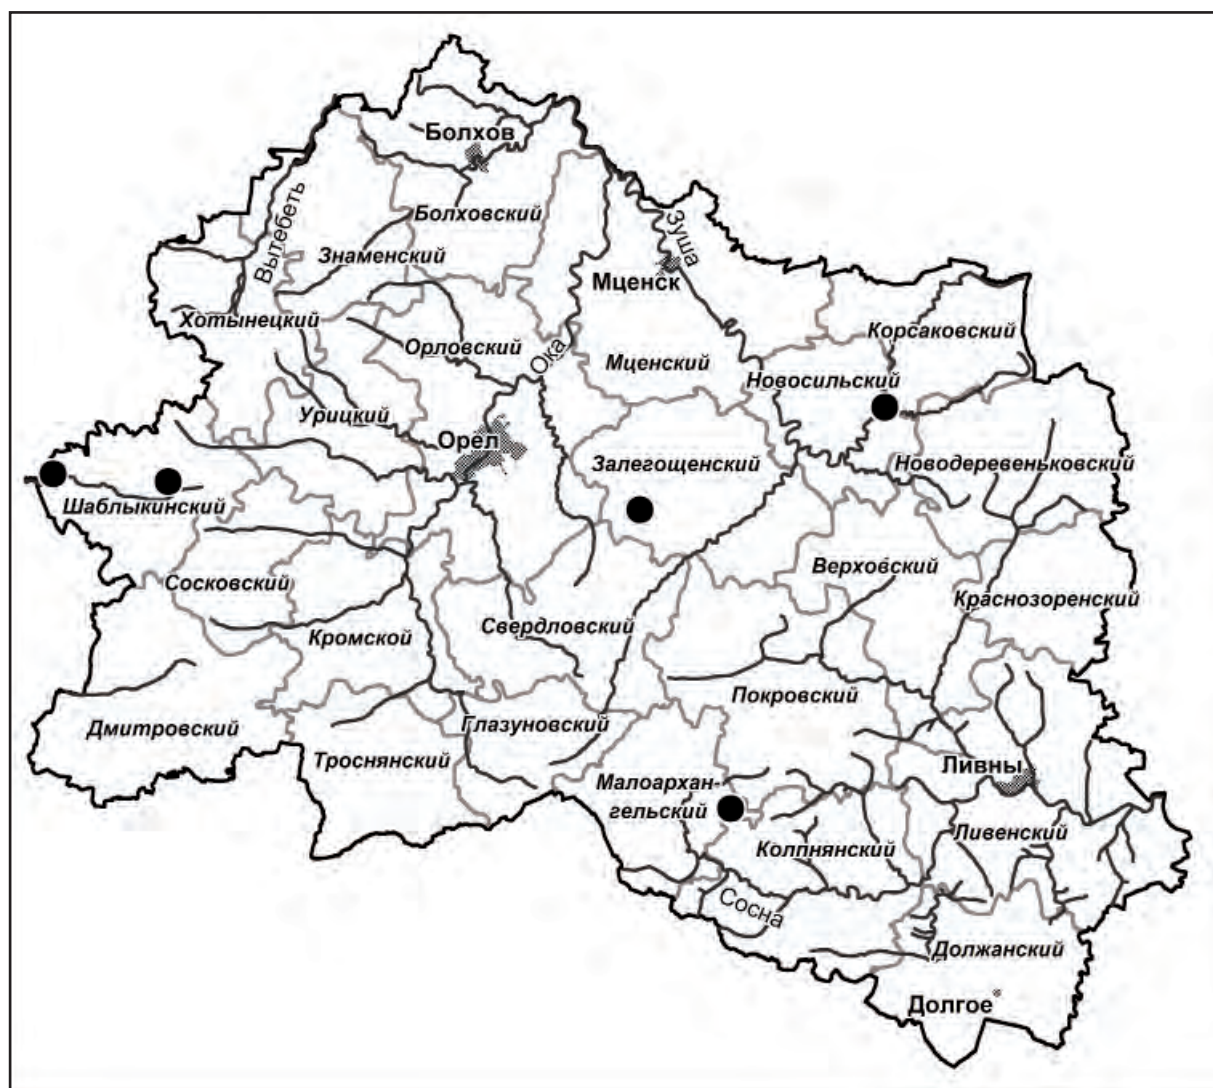 Болхов
Болховский
Вытебеть
Знаменский
Зуша
Мценск
Хотынецкий
Орловский
Ока
Мценский
Корсаковский
Новосильский
Урицкий
Орёл
Залегощенский
Новодеревеньковский
Шаблыкинский
Сосковский
Верховский
Краснозоренский
Кромской
Свердловский
Покровский
Дмитровский
Глазуновский
Троснянский
Ливны
Малоархан-
гельский
Колпнянский
Ливенский
Сосна
Должанский
Долгое